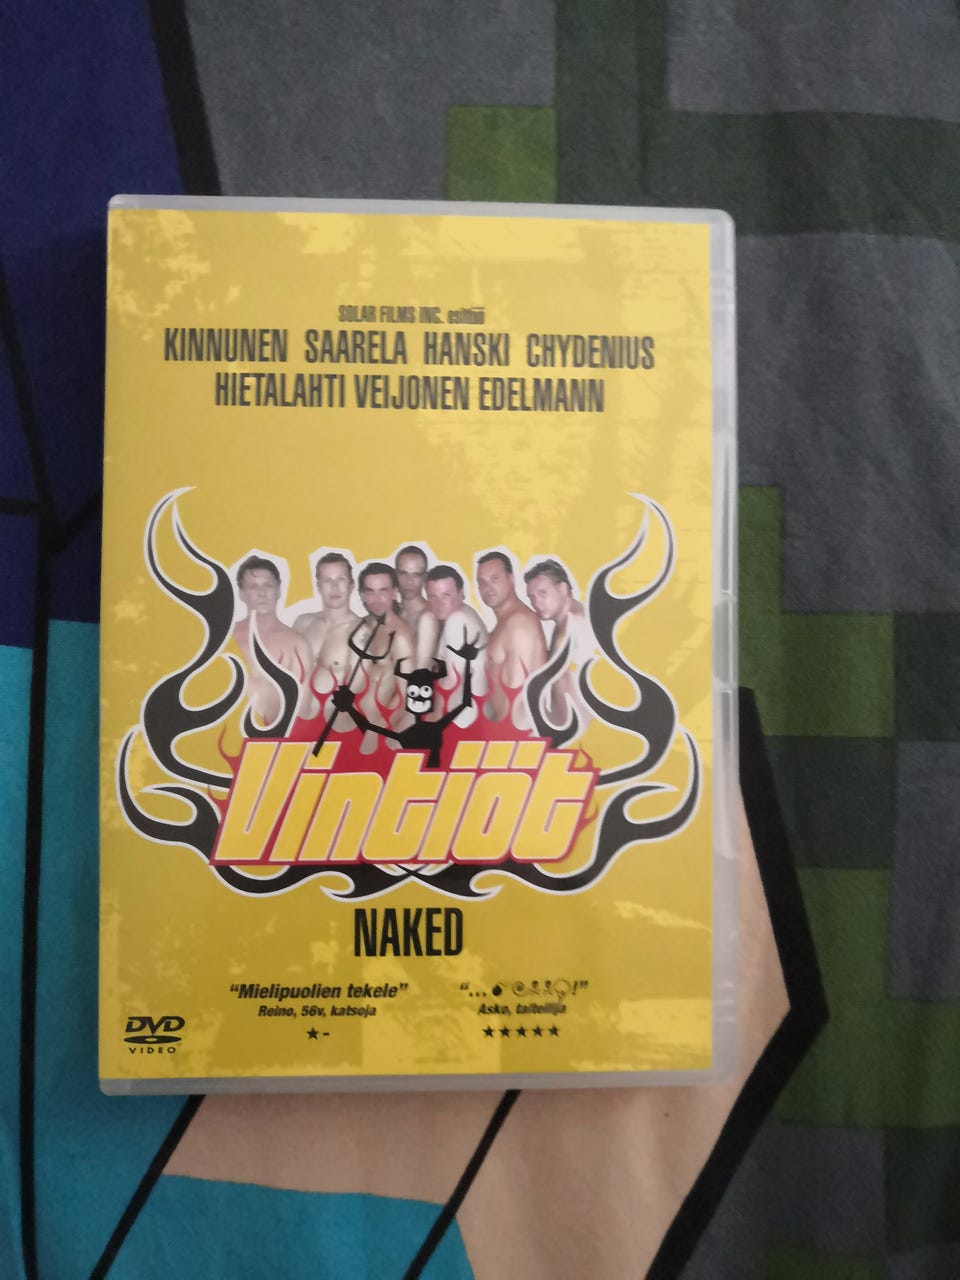 SOLAR FILMS INC. esittää
KINNUNEN SAARELA HANSKI CHYDENIUS
HIETALAHTI VEIJONEN EDELMANN
Vintiöt
NAKED
"Mielipuolien tekele"
Reino, 56v, katsoja
★-
"... !"
Asko, taiteilija
★★★★★
DVD
VIDEO